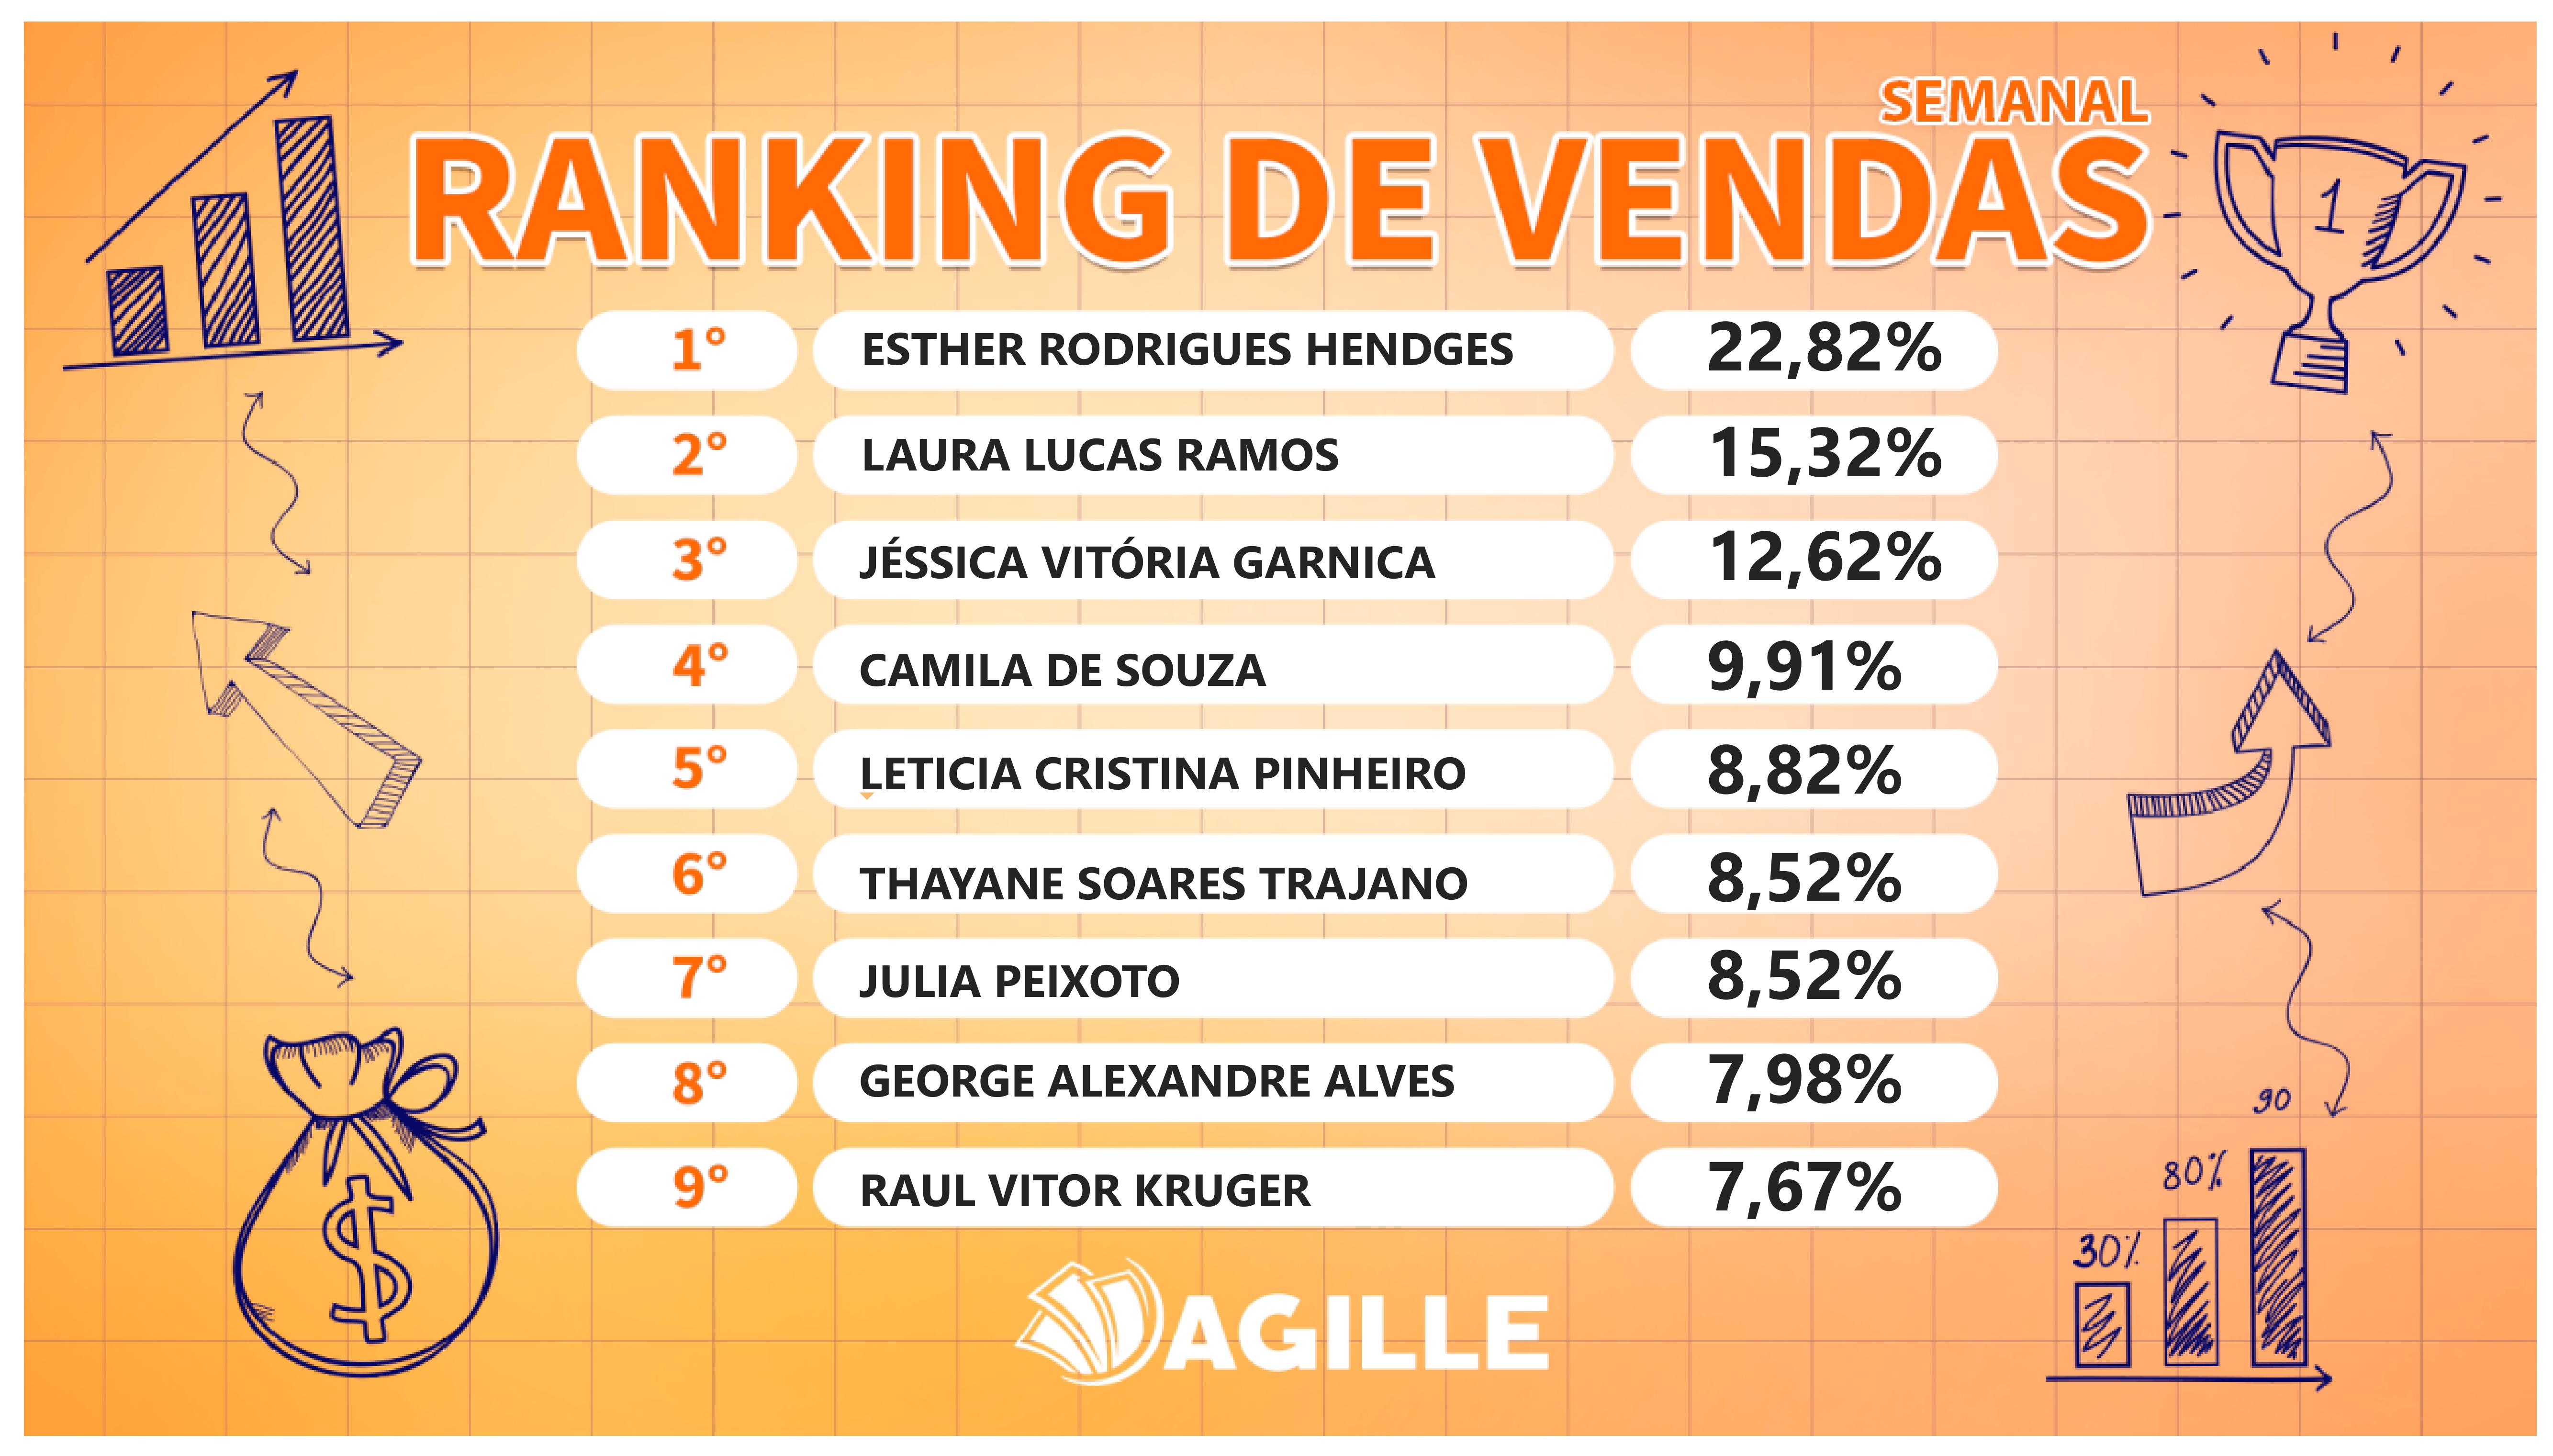 SEMANAL
RANKING DE VENDAS
1
1° ESTHER RODRIGUES HENDGES 22,82%
2° LAURA LUCAS RAMOS 15,32%
3° JÉSSICA VITÓRIA GARNICA 12,62%
4° CAMILA DE SOUZA 9,91%
5° LETICIA CRISTINA PINHEIRO 8,82%
6° THAYANE SOARES TRAJANO 8,52%
7° JULIA PEIXOTO 8,52%
8° GEORGE ALEXANDRE ALVES 7,98%
9° RAUL VITOR KRUGER 7,67%
$
30%
80%
90
AGILLE